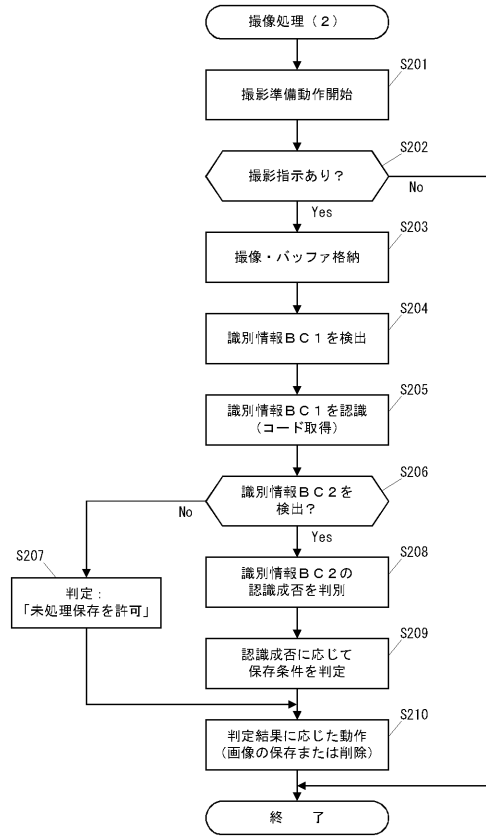 撮像処理（２）
S201
撮影準備動作開始
S202
撮影指示あり？
No
Yes
S203
撮像・バッファ格納
S204
識別情報ＢＣ１を検出
S205
識別情報ＢＣ１を認識
（コード取得）
S206
識別情報ＢＣ２を
検出？
No
Yes
S207
判定：
「未処理保存を許可」
S208
識別情報ＢＣ２の
認識成否を判別
S209
認識成否に応じて
保存条件を判定
S210
判定結果に応じた動作
（画像の保存または削除）
終　了